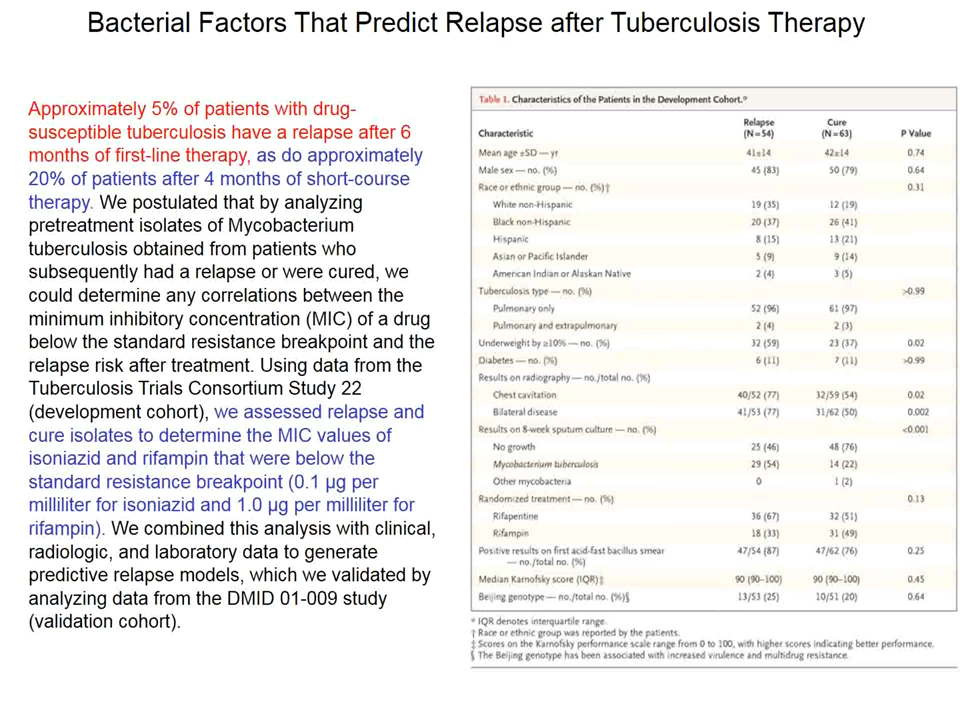 Bacterial Factors That Predict Relapse after Tuberculosis Therapy
Approximately 5% of patients with drug-
susceptible tuberculosis have a relapse after 6
months of first-line therapy, as do approximately
20% of patients after 4 months of short-course
therapy. We postulated that by analyzing
pretreatment isolates of Mycobacterium
tuberculosis obtained from patients who
subsequently had a relapse or were cured, we
could determine any correlations between the
minimum inhibitory concentration (MIC) of a drug
below the standard resistance breakpoint and the
relapse risk after treatment. Using data from the
Tuberculosis Trials Consortium Study 22
(development cohort), we assessed relapse and
cure isolates to determine the MIC values of
isoniazid and rifampin that were below the
standard resistance breakpoint (0.1 μg per
milliliter for isoniazid and 1.0 μg per milliliter for
rifampin). We combined this analysis with clinical,
radiologic, and laboratory data to generate
predictive relapse models, which we validated by
analyzing data from the DMID 01-009 study
(validation cohort).
Table 1. Characteristics of the Patients in the Development Cohort.*
Characteristic Relapse (N=54) Cure (N=63) P Value
Mean age ±SD — yr 41±14 42±14 0.74
Male sex — no. (%) 45 (83) 50 (79) 0.64
Race or ethnic group — no. (%)† 0.31
White non-Hispanic 19 (35) 12 (19)
Black non-Hispanic 20 (37) 26 (41)
Hispanic 8 (15) 13 (21)
Asian or Pacific Islander 5 (9) 9 (14)
American Indian or Alaskan Native 2 (4) 3 (5)
Tuberculosis type — no. (%) >0.99
Pulmonary only 52 (96) 61 (97)
Pulmonary and extrapulmonary 2 (4) 2 (3)
Underweight by ≥10% — no. (%) 32 (59) 23 (37) 0.02
Diabetes — no. (%) 6 (11) 7 (11) >0.99
Results on radiography — no./total no. (%)
Chest cavitation 40/52 (77) 32/59 (54) 0.02
Bilateral disease 41/53 (77) 31/62 (50) 0.002
Results on 8-week sputum culture — no. (%) <0.001
No growth 25 (46) 48 (76)
Mycobacterium tuberculosis 29 (54) 14 (22)
Other mycobacteria 0 1 (2)
Randomized treatment — no. (%) 0.13
Rifapentine 36 (67) 32 (51)
Rifampin 18 (33) 31 (49)
Positive results on first acid-fast bacillus smear 47/54 (87) 47/62 (76) 0.25
— no./total no. (%)
Median Karnofsky score (IQR)‡ 90 (90–100) 90 (90–100) 0.45
Beijing genotype — no./total no. (%)§ 13/53 (25) 10/51 (20) 0.64
* IQR denotes interquartile range.
† Race or ethnic group was reported by the patients.
‡ Scores on the Karnofsky performance scale range from 0 to 100, with higher scores indicating better performance.
§ The Beijing genotype has been associated with increased virulence and multidrug resistance.